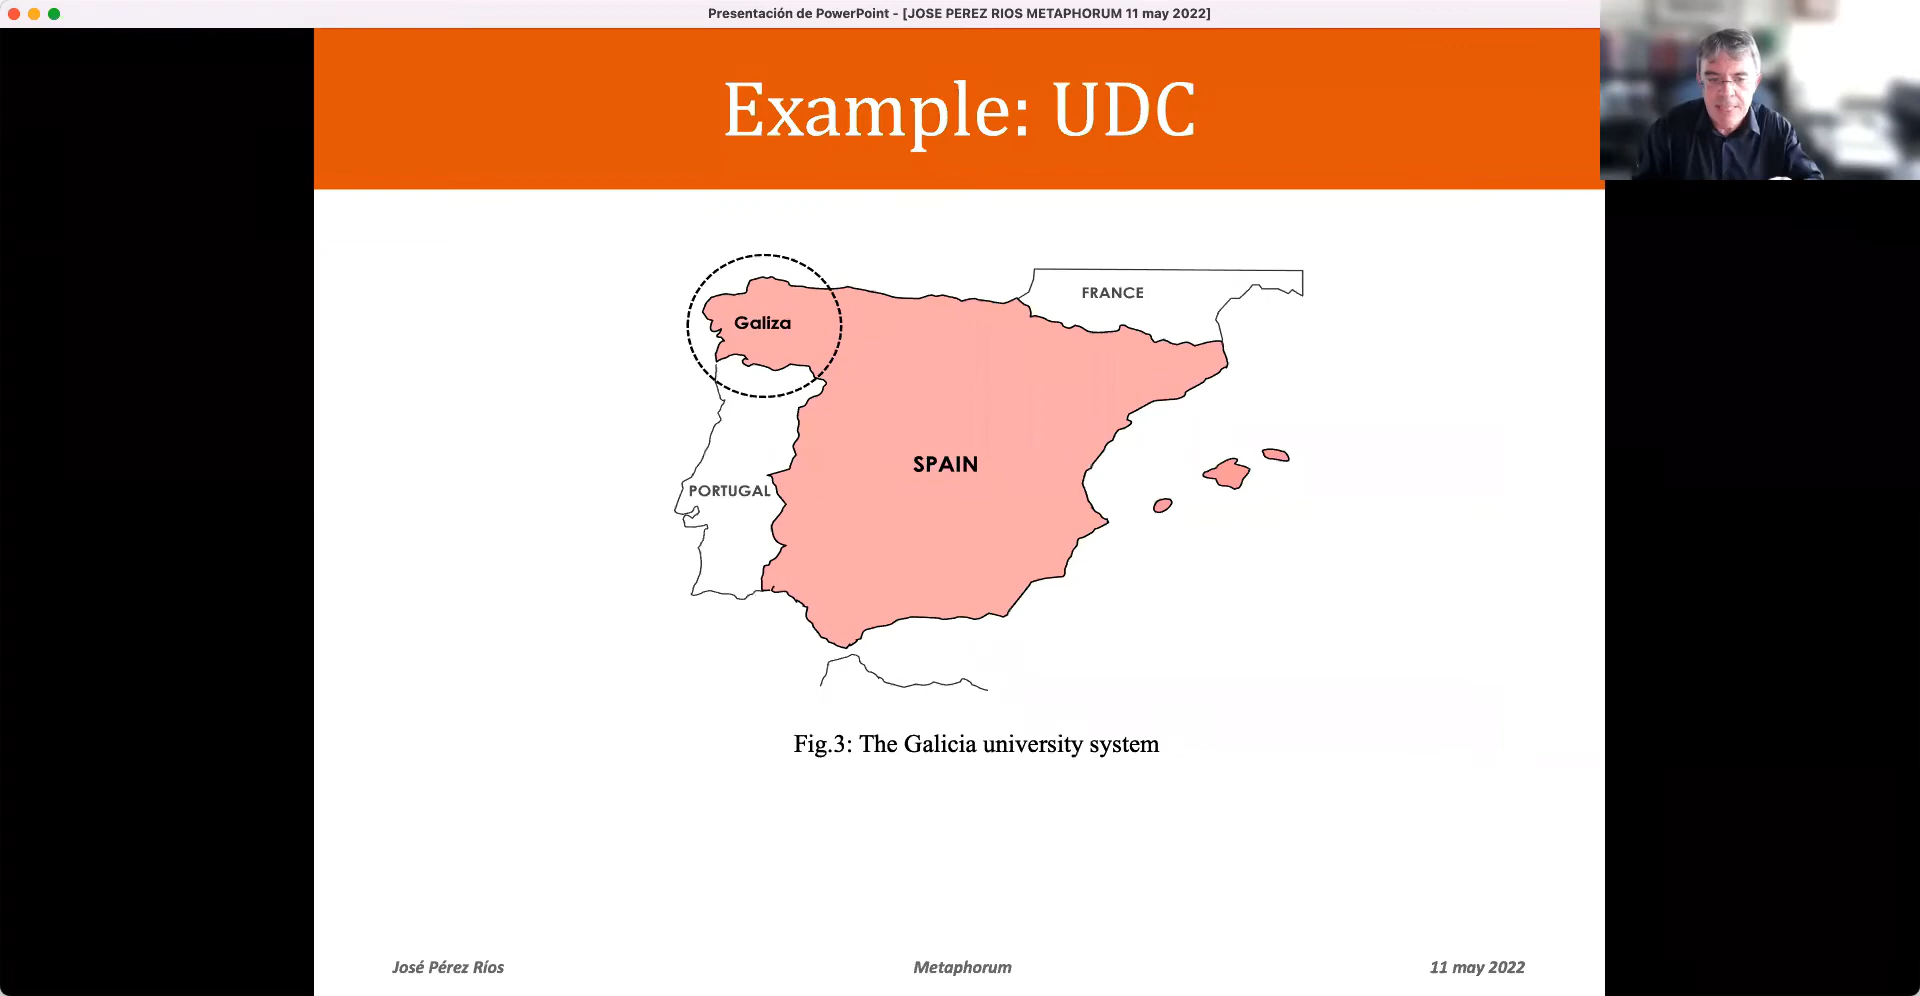 Presentación de PowerPoint - [JOSE PEREZ RIOS METAPHORUM 11 may 2022]
Example: UDC
FRANCE
Galiza
SPAIN
PORTUGAL
Fig.3: The Galicia university system
José Pérez Ríos
Metaphorum
11 may 2022